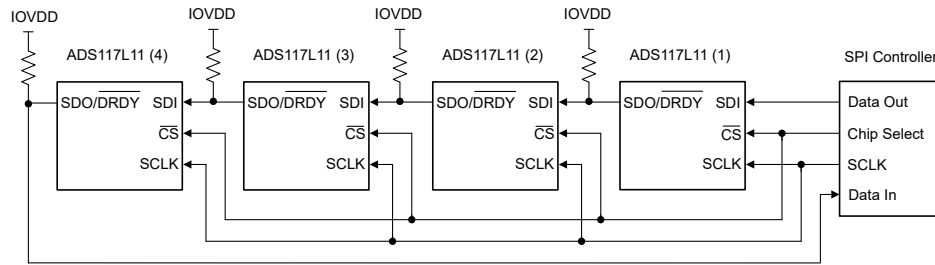 IOVDD IOVDD IOVDD IOVDD
ADS117L11 (4) ADS117L11 (3) ADS117L11 (2) ADS117L11 (1) SPI Controller
SDO/DRDY SDI SDO/DRDY SDI SDO/DRDY SDI SDO/DRDY SDI Data Out
CS CS CS CS Chip Select
SCLK SCLK SCLK SCLK SCLK
Data In